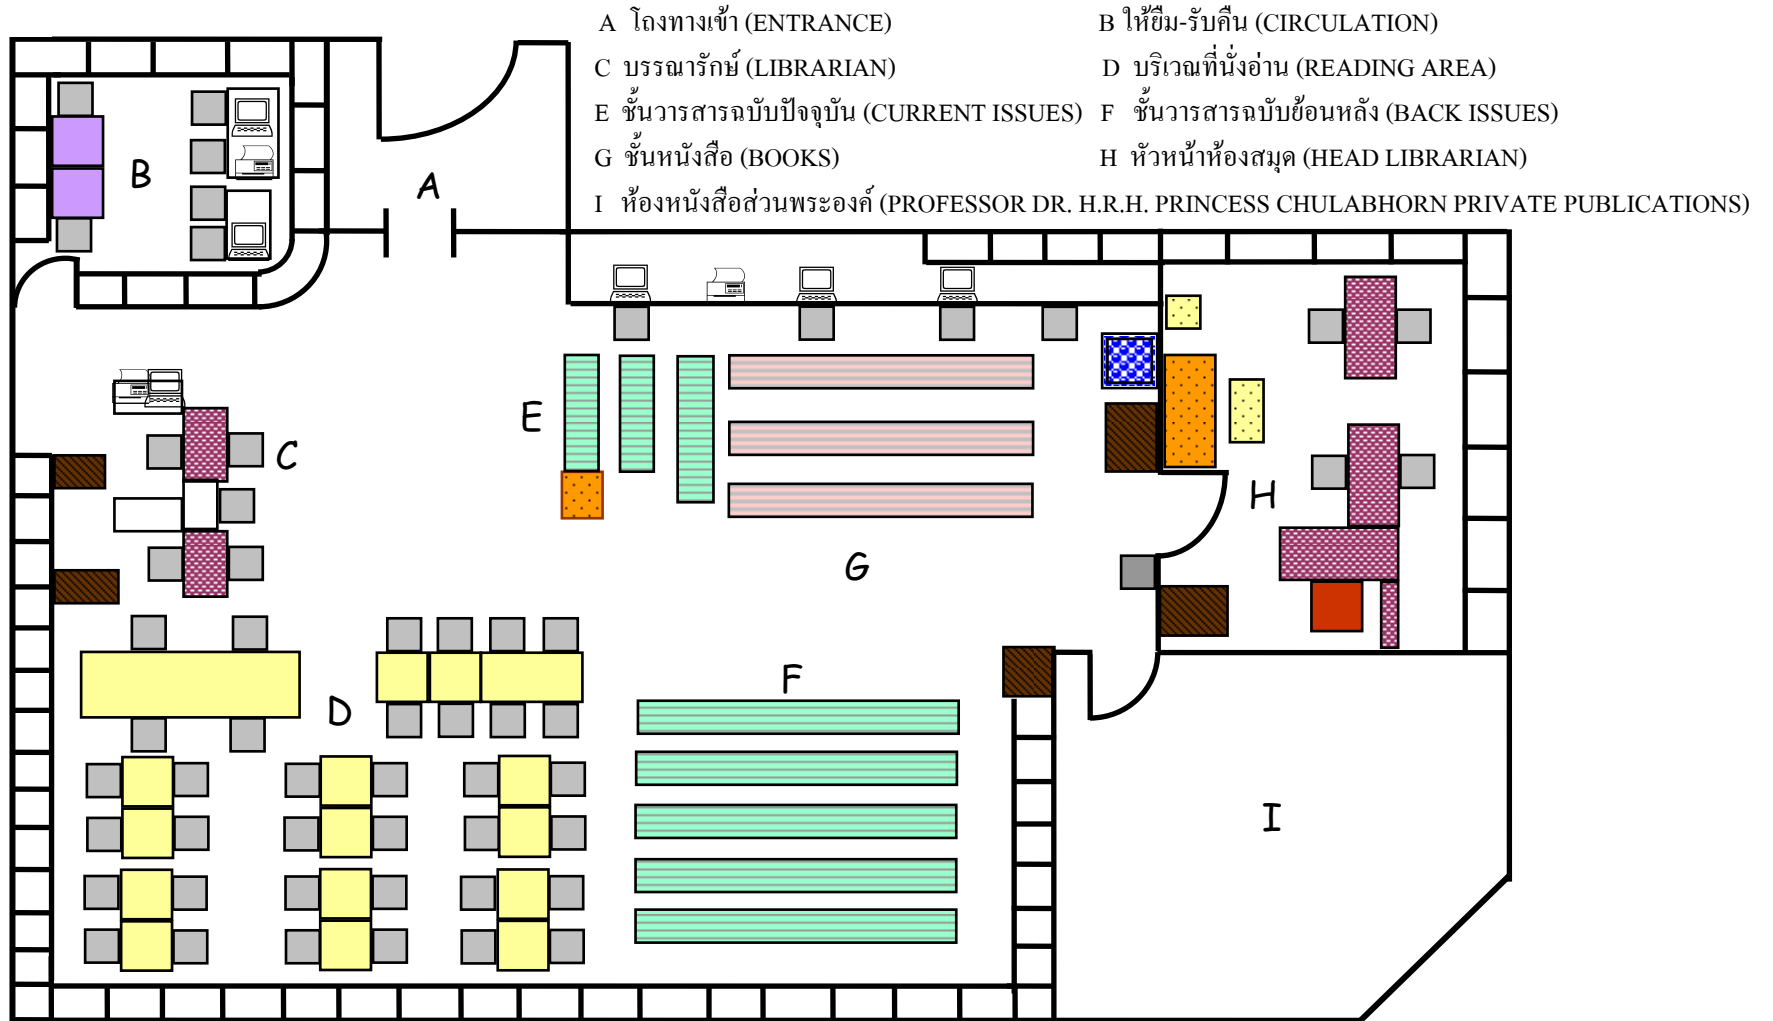 A โถงทางเข้า (ENTRANCE) B ให้ยืม-รับคืน (CIRCULATION)
C บรรณารักษ์ (LIBRARIAN) D บริเวณที่นั่งอ่าน (READING AREA)
E ชั้นวารสารฉบับปัจจุบัน (CURRENT ISSUES) F ชั้นวารสารฉบับย้อนหลัง (BACK ISSUES)
G ชั้นหนังสือ (BOOKS) H หัวหน้าห้องสมุด (HEAD LIBRARIAN)
I ห้องหนังสือส่วนพระองค์ (PROFESSOR DR. H.R.H. PRINCESS CHULABHORN PRIVATE PUBLICATIONS)
B
A
E
C
H
G
F
D
I